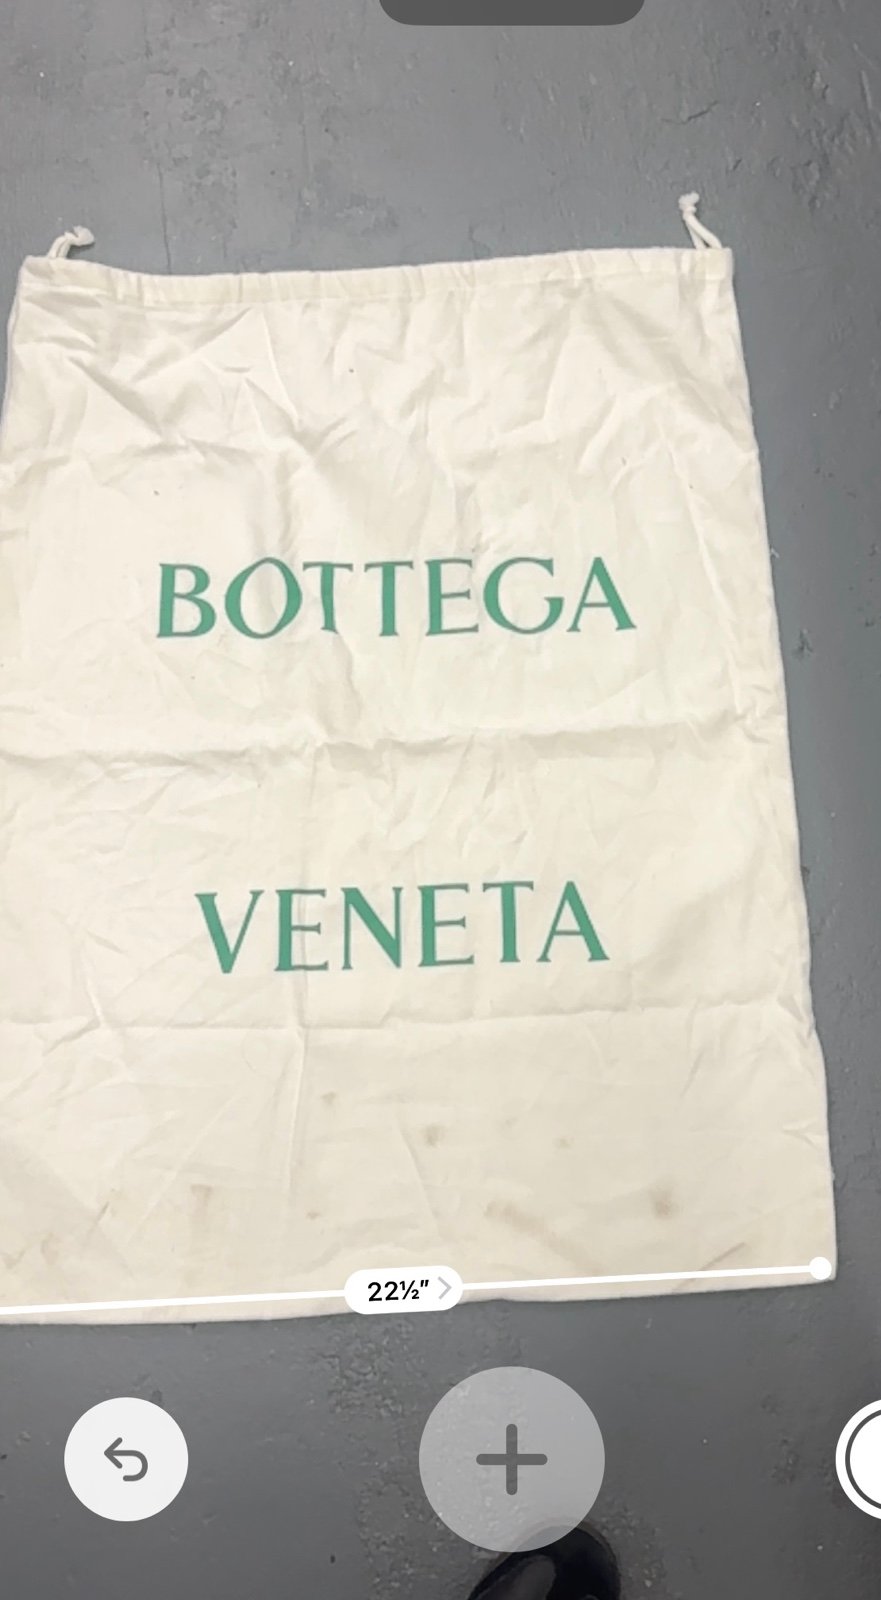 BOTTEGA
VENETA
22½"